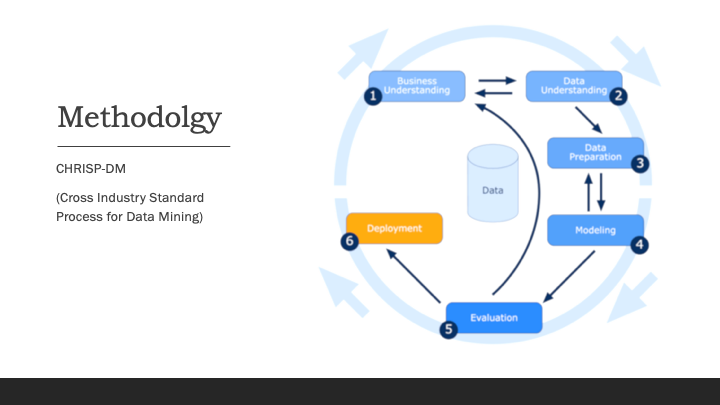 Methodolgy
CHRISP-DM
(Cross Industry Standard
Process for Data Mining)
Business
Understanding
1
Data
Understanding
2
Data
Preparation
3
Data
Modeling
4
Evaluation
5
Deployment
6